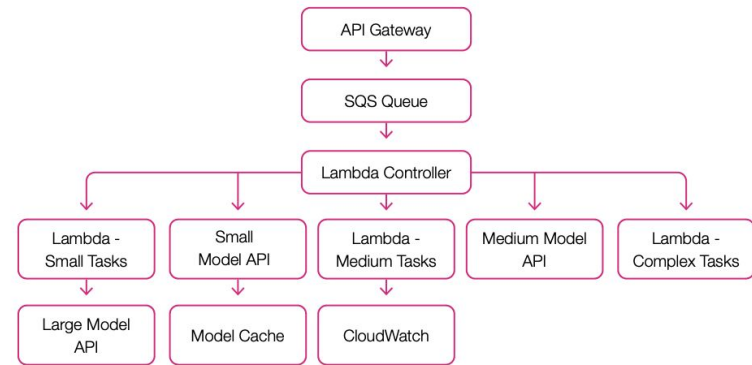 API Gateway
SQS Queue
Lambda Controller
Lambda -
Small Tasks
Small
Model API
Lambda -
Medium Tasks
Medium Model
API
Lambda -
Complex Tasks
Large Model
API
Model Cache
CloudWatch